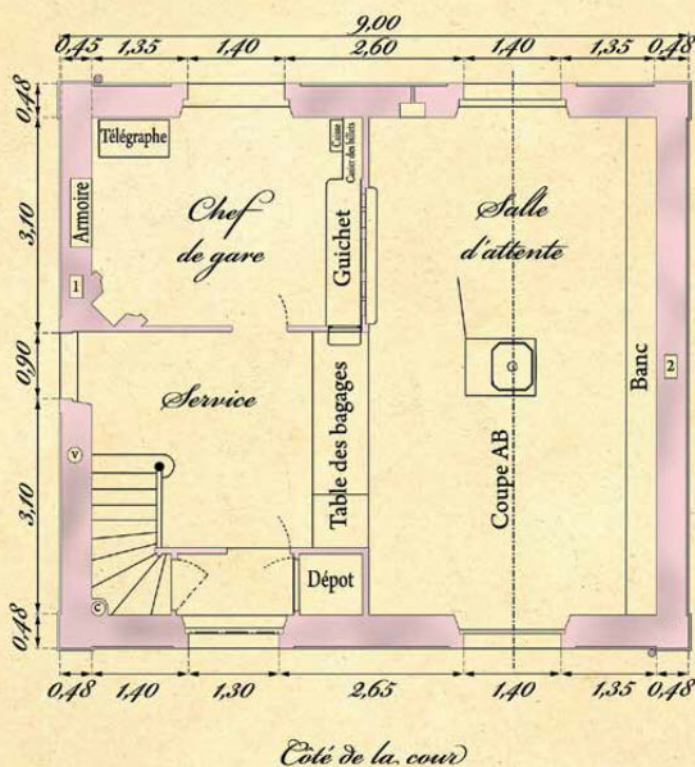 9,00
0,45 1,35 1,40 2,60 1,40 1,35 0,48
0,48
3,10
0,90
3,10
0,48
Télégraphe
Caisse
Casier des billets
Armoire
Chef
de gare
Guichet
Salle
d'attente
1
2
Service
Table des bagages
Banc
Coupe AB
V
C
Dépot
0,48 1,40 1,30 2,65 1,40 1,35 0,48
Côté de la cour